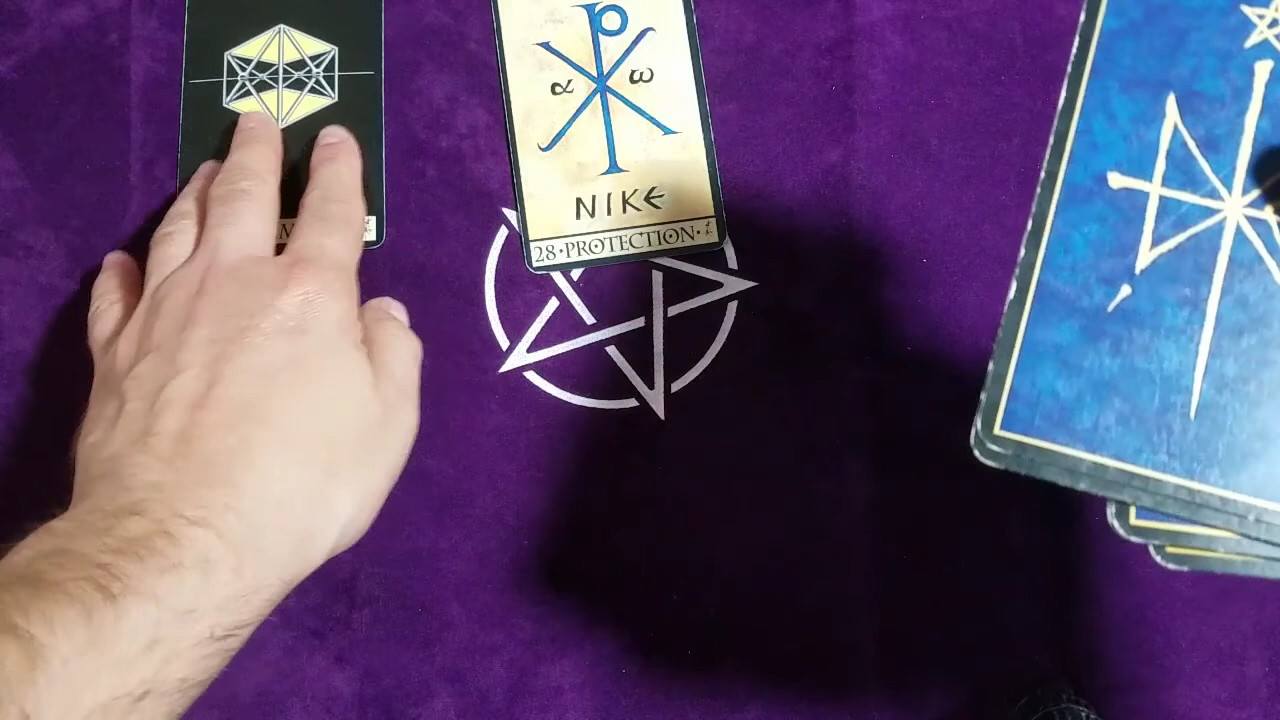 α ω
NIKE
28·PROTECTION·